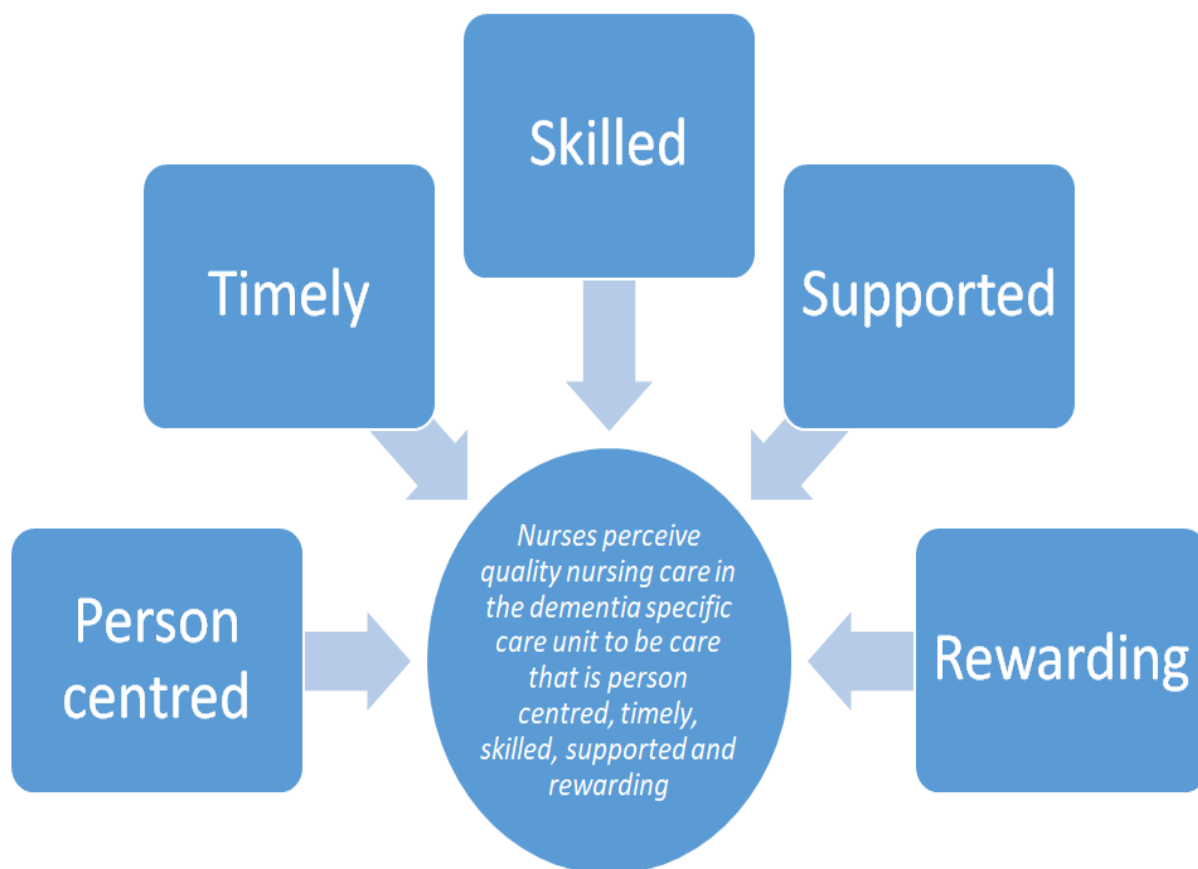 Skilled
Timely
Supported
Person
centred
Nurses perceive
quality nursing care in
the dementia specific
care unit to be care
that is person
centred, timely,
skilled, supported and
rewarding
Rewarding